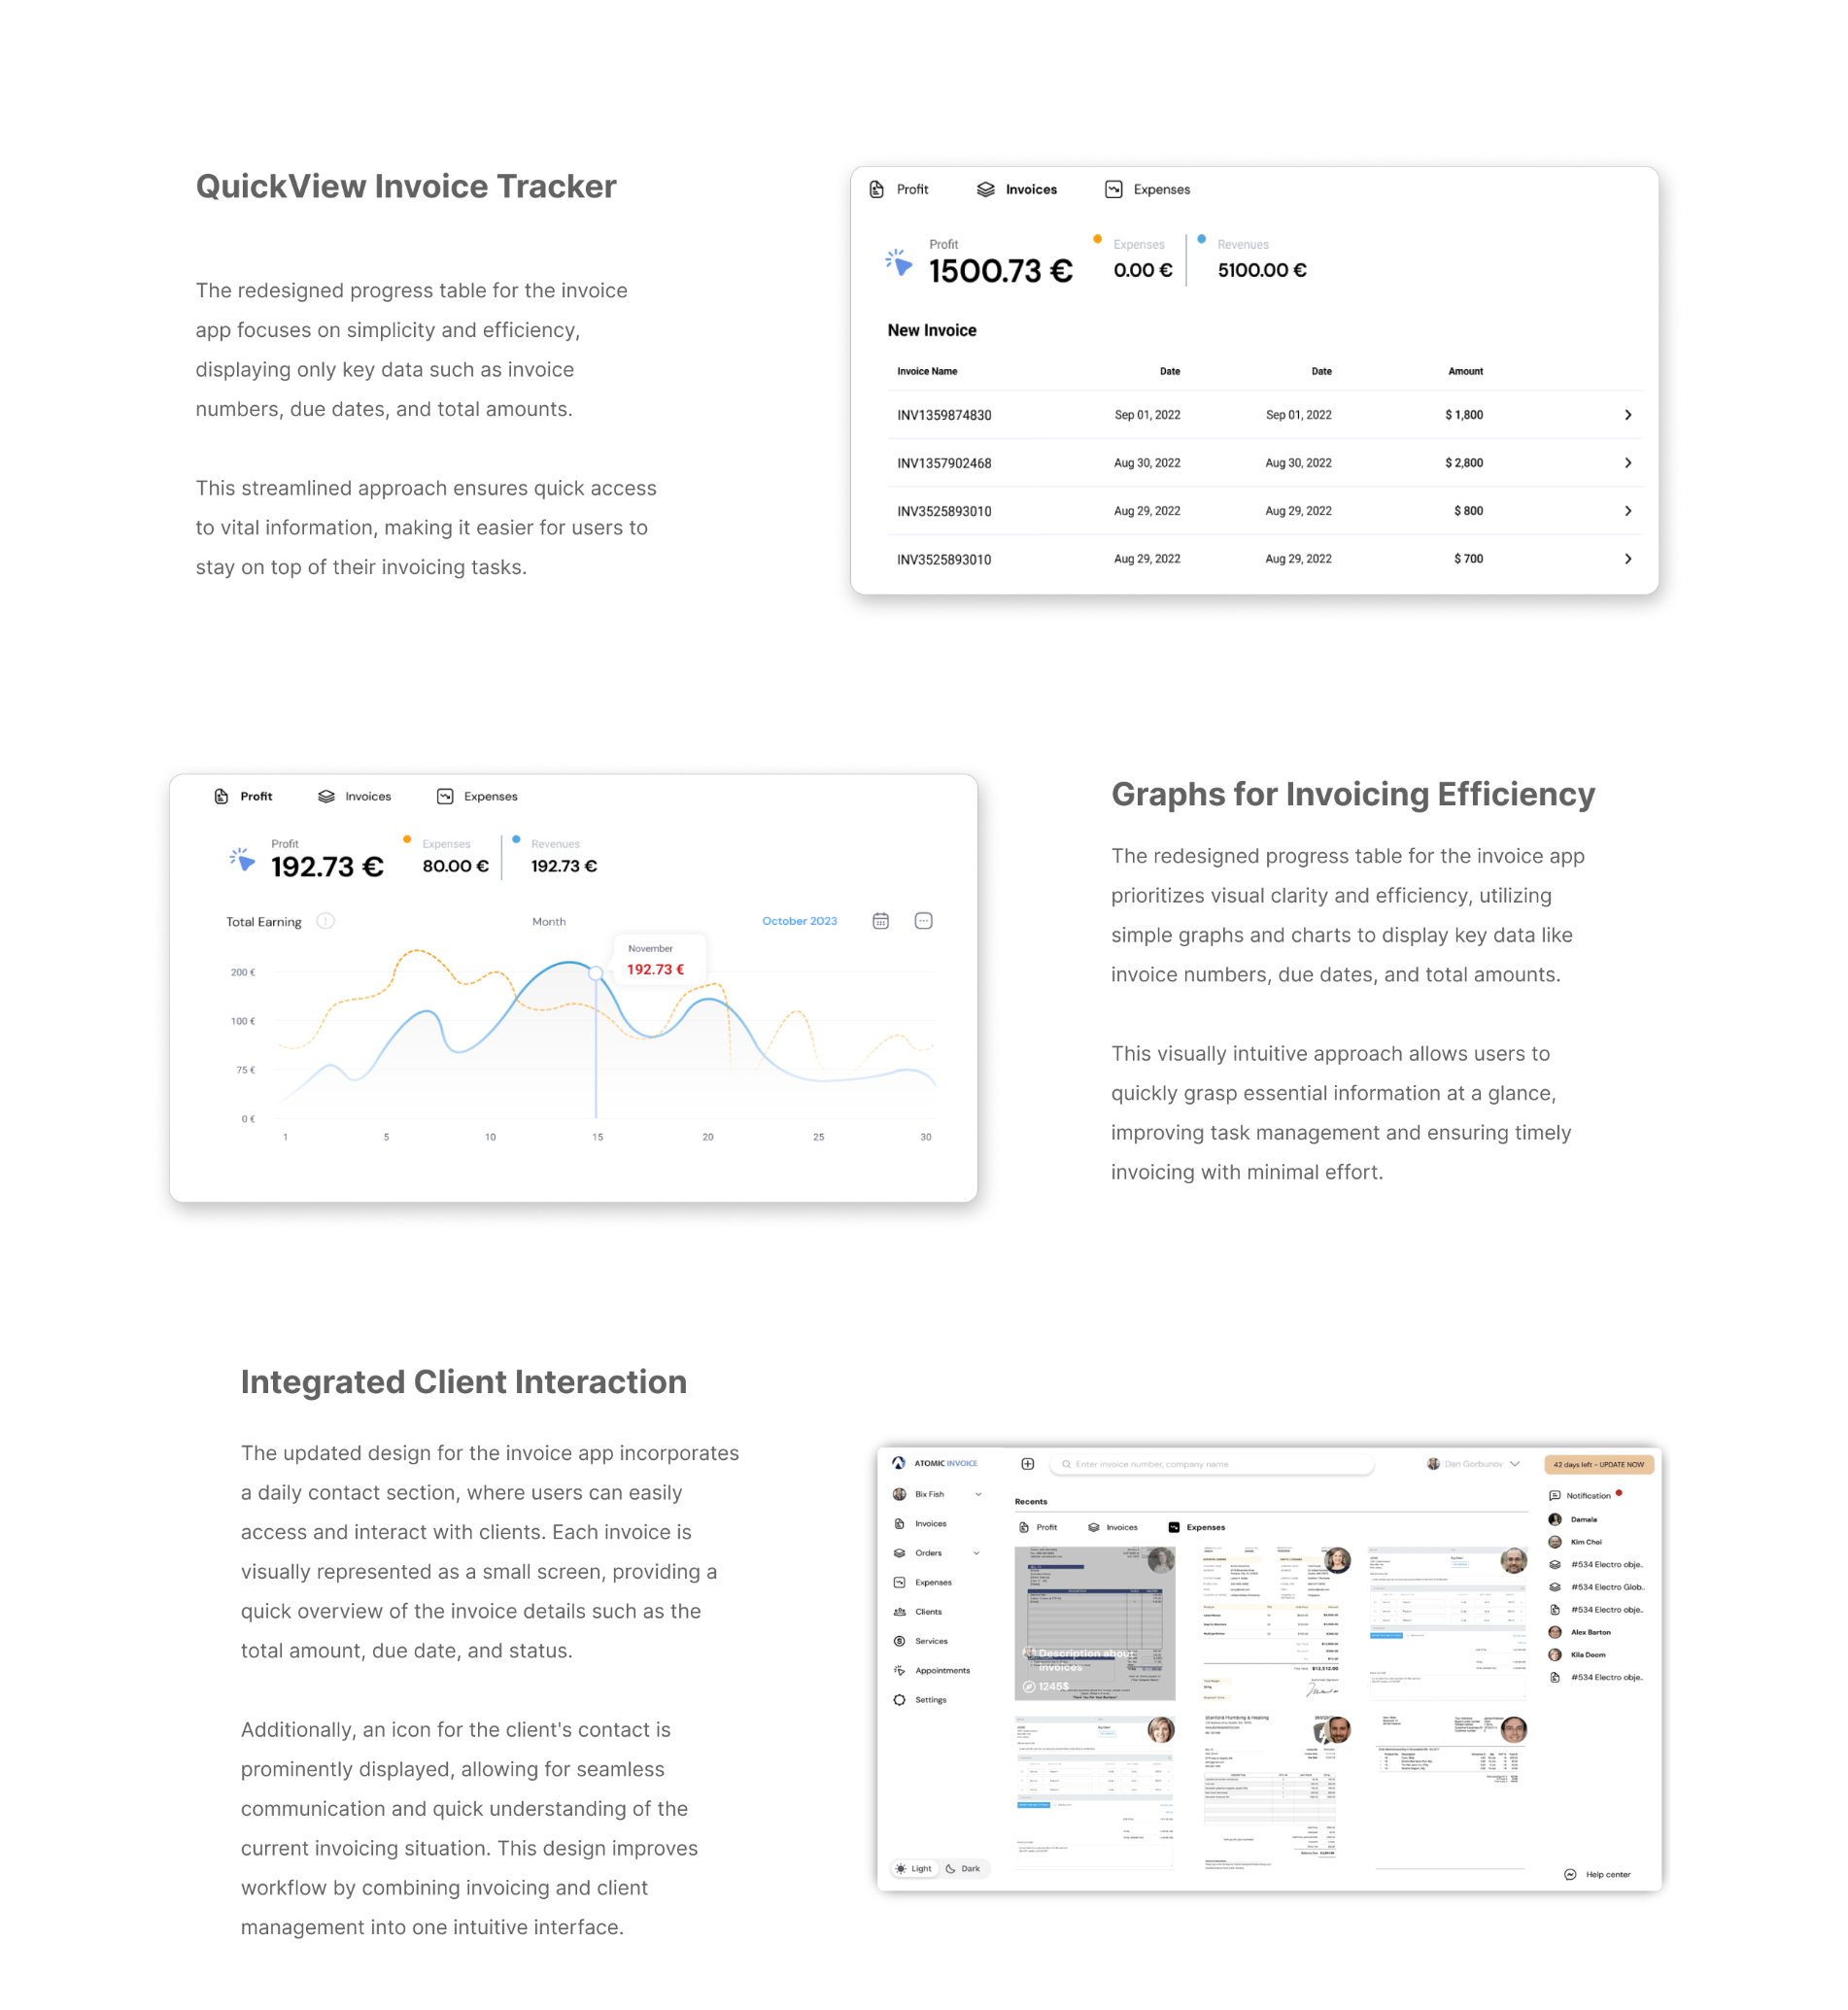 QuickView Invoice Tracker
The redesigned progress table for the invoice
app focuses on simplicity and efficiency,
displaying only key data such as invoice
numbers, due dates, and total amounts.
This streamlined approach ensures quick access
to vital information, making it easier for users to
stay on top of their invoicing tasks.
Profit Invoices Expenses
Profit Expenses Revenues
1500.73 € 0.00 € 5100.00 €
New Invoice
Invoice Name Date Date Amount
INV1359874830 Sep 01, 2022 Sep 01, 2022 $ 1,800
INV1357902468 Aug 30, 2022 Aug 30, 2022 $ 2,800
INV3525893010 Aug 29, 2022 Aug 29, 2022 $ 800
INV3525893010 Aug 29, 2022 Aug 29, 2022 $ 700
Profit Invoices Expenses
Profit Expenses Revenues
192.73 € 80.00 € 192.73 €
Total Earning Month October 2023
November
192.73 €
200 €
100 €
75 €
0 €
1 5 10 15 20 25 30
Graphs for Invoicing Efficiency
The redesigned progress table for the invoice app
prioritizes visual clarity and efficiency, utilizing
simple graphs and charts to display key data like
invoice numbers, due dates, and total amounts.
This visually intuitive approach allows users to
quickly grasp essential information at a glance,
improving task management and ensuring timely
invoicing with minimal effort.
Integrated Client Interaction
The updated design for the invoice app incorporates
a daily contact section, where users can easily
access and interact with clients. Each invoice is
visually represented as a small screen, providing a
quick overview of the invoice details such as the
total amount, due date, and status.
Additionally, an icon for the client's contact is
prominently displayed, allowing for seamless
communication and quick understanding of the
current invoicing situation. This design improves
workflow by combining invoicing and client
management into one intuitive interface.
ATOMIC INVOICE
Enter invoice number, company name
Dan Gorbunov
42 days left - UPDATE NOW
Bix Fish
Invoices
Orders
Expenses
Clients
Services
Appointments
Settings
Light Dark
Recents
Profit Invoices Expenses
Description about
invoices
1245$
$12,512.00
Stanford Plumbing & Heating
Notification
Damala
Kim Choi
#534 Electro obje..
#534 Electro Glob..
#534 Electro obje..
Alex Barton
Kila Doom
#534 Electro obje..
Help center